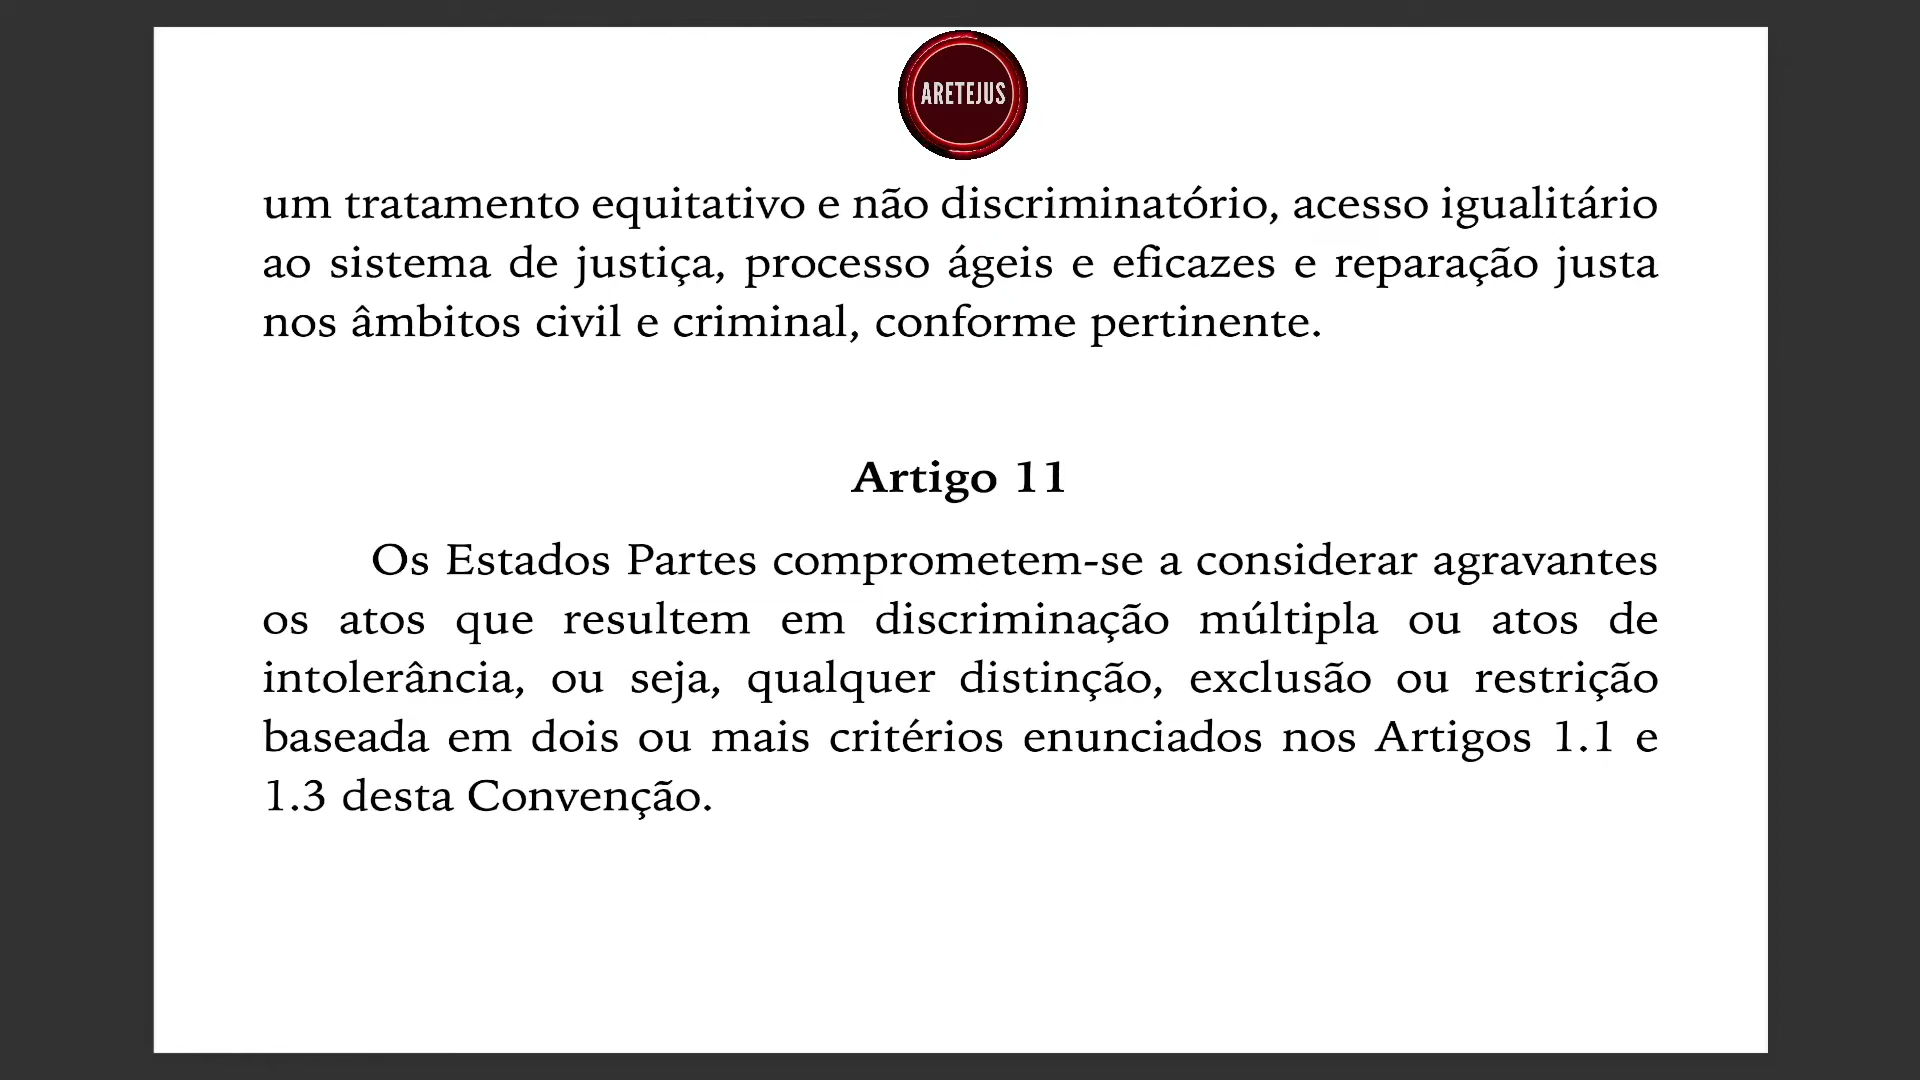 ARETEJUS
um tratamento equitativo e não discriminatório, acesso igualitário
ao sistema de justiça, processo ágeis e eficazes e reparação justa
nos âmbitos civil e criminal, conforme pertinente.
Artigo 11
Os Estados Partes comprometem-se a considerar agravantes
os atos que resultem em discriminação múltipla ou atos de
intolerância, ou seja, qualquer distinção, exclusão ou restrição
baseada em dois ou mais critérios enunciados nos Artigos 1.1 e
1.3 desta Convenção.